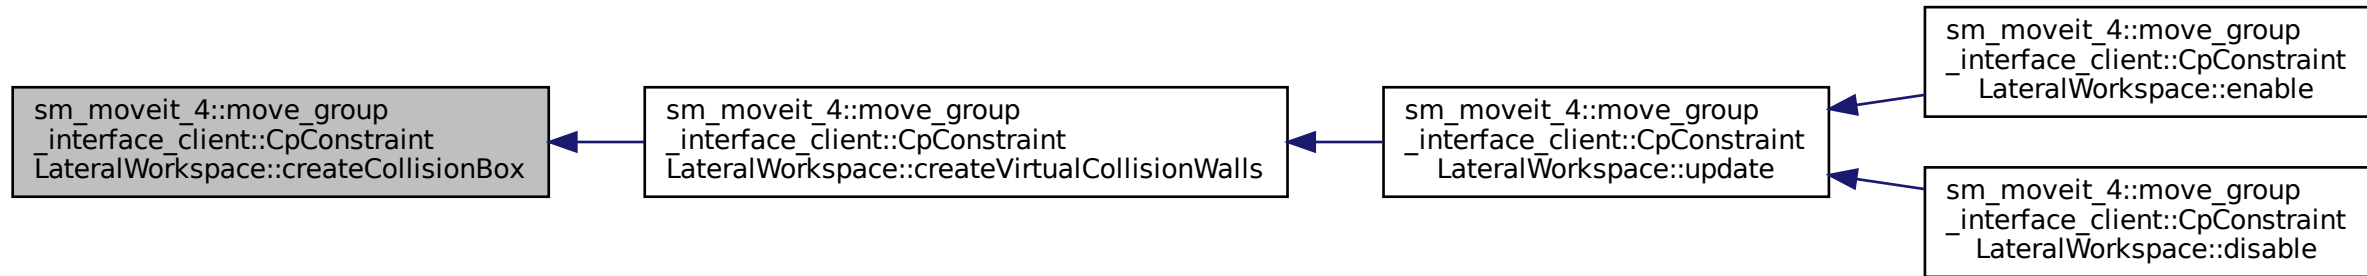 sm_moveit_4::move_group
_interface_client::CpConstraint
LateralWorkspace::createCollisionBox
sm_moveit_4::move_group
_interface_client::CpConstraint
LateralWorkspace::createVirtualCollisionWalls
sm_moveit_4::move_group
_interface_client::CpConstraint
LateralWorkspace::update
sm_moveit_4::move_group
_interface_client::CpConstraint
LateralWorkspace::enable
sm_moveit_4::move_group
_interface_client::CpConstraint
LateralWorkspace::disable